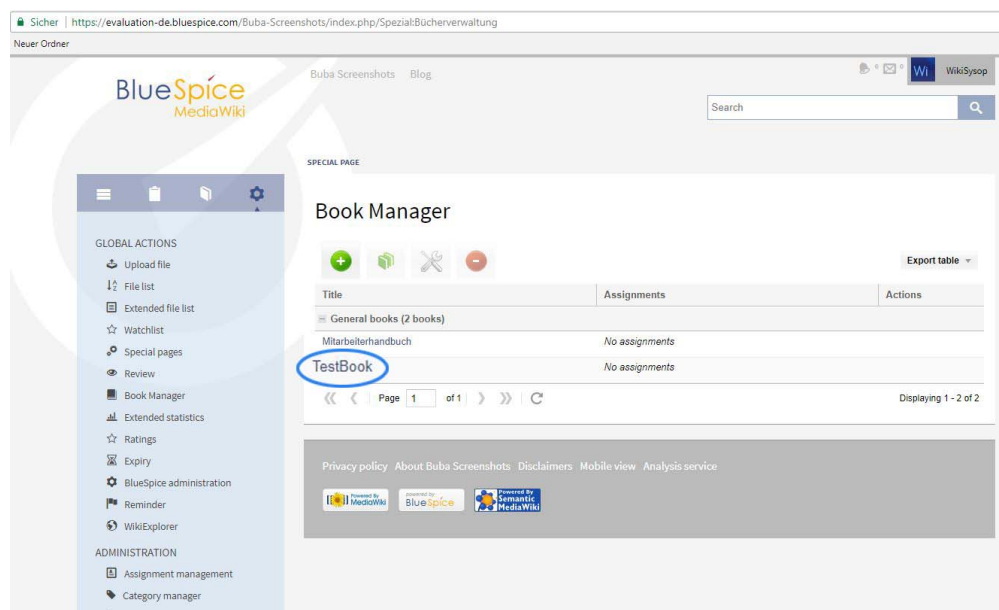 Sicher | https://evaluation-de.bluespice.com/Buba-Screenshots/index.php/Spezial:Bücherverwaltung
Neuer Ordner
BlueSpice
MediaWiki
Buba Screenshots Blog
0 0 Wi WikiSysop
Search
SPECIAL PAGE
Book Manager
GLOBAL ACTIONS
Upload file
File list
Extended file list
Watchlist
Special pages
Review
Book Manager
Extended statistics
Ratings
Expiry
BlueSpice administration
Reminder
WikiExplorer
ADMINISTRATION
Assignment management
Category manager
Export table
Title Assignments Actions
General books (2 books)
Mitarbeiterhandbuch No assignments
TestBook No assignments
Page 1 of 1 Displaying 1 - 2 of 2
Privacy policy About Buba Screenshots Disclaimers Mobile view Analysis service
Powered By MediaWiki
powered by BlueSpice
Powered By Semantic MediaWiki